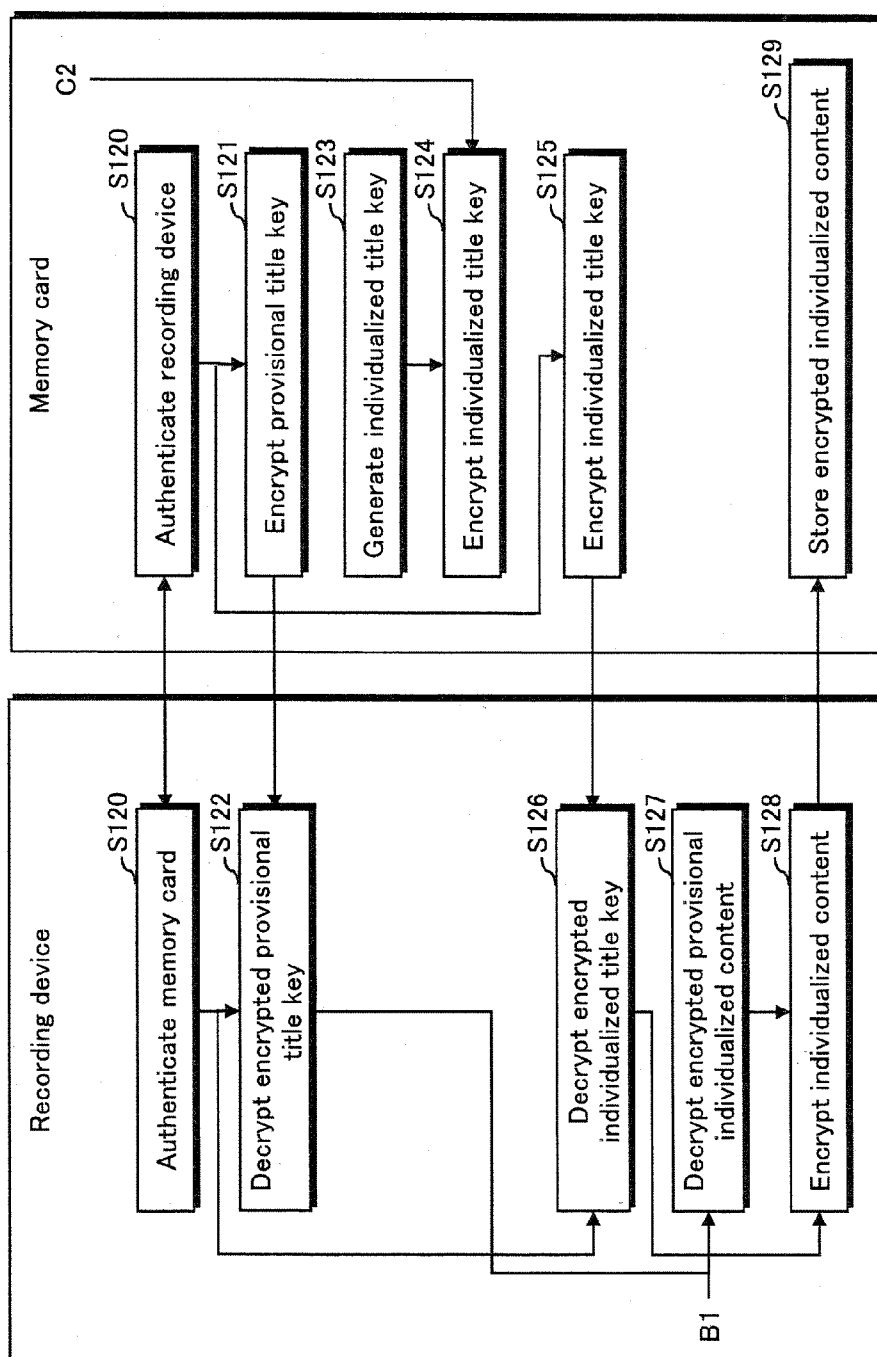 Recording device
S120
Authenticate memory card
S122
Decrypt encrypted provisional
title key
S126
Decrypt encrypted
individualized title key
S127
Decrypt encrypted provisional
individualized content
S128
Encrypt individualized content
B1
Memory card
C2
S120
Authenticate recording device
S121
Encrypt provisional title key
S123
Generate individualized title key
S124
Encrypt individualized title key
S125
Encrypt individualized title key
S129
Store encrypted individualized content